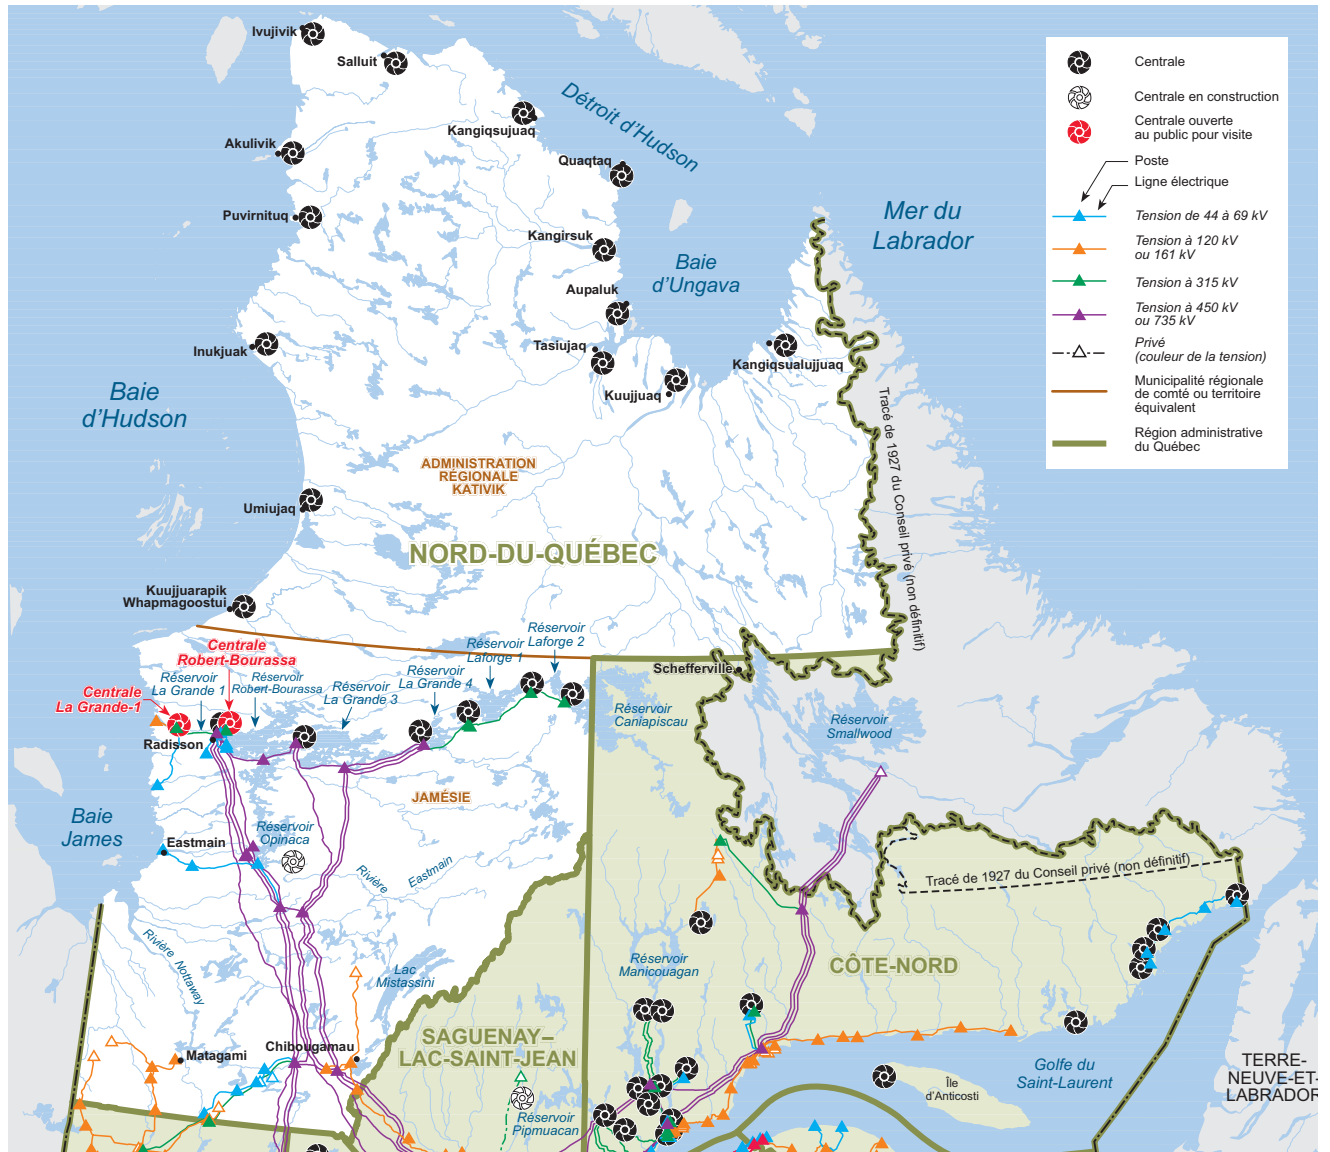 Ivujivik
Salluit
Kangiqsujuaq
Détroit d'Hudson
Akulivik
Quaqtaq
Puvirnituq
Kangirsuk
Mer du
Labrador
Baie
d'Ungava
Aupaluk
Inukjuak
Tasiujaq
Kangiqsualujjuaq
Kuujjuaq
Baie
d'Hudson
ADMINISTRATION
RÉGIONALE
KATIVIK
Umiujaq
NORD-DU-QUÉBEC
Tracé de 1927 du Conseil privé (non définitif)
Kuujjuarapik
Whapmagoostui
Centrale
Robert-Bourassa
Réservoir
Laforge 1
Réservoir
Laforge 2
Schefferville
Centrale
La Grande-1
Réservoir
La Grande 1
Réservoir
Robert-Bourassa
Réservoir
La Grande 3
Réservoir
La Grande 4
Réservoir
Caniapiscau
Réservoir
Smallwood
Radisson
JAMÉSIE
Baie
James
Eastmain
Réservoir
Opinaca
Rivière Eastmain
Tracé de 1927 du Conseil privé (non définitif)
Rivière Nottaway
Lac
Mistassini
Réservoir
Manicouagan
CÔTE-NORD
SAGUENAY–
LAC-SAINT-JEAN
Matagami
Chibougamau
Réservoir
Pipmuacan
Golfe du
Saint-Laurent
Île
d'Anticosti
TERRE-
NEUVE-ET-
LABRADOR
Centrale
Centrale en construction
Centrale ouverte
au public pour visite
Poste
Ligne électrique
Tension de 44 à 69 kV
Tension à 120 kV
ou 161 kV
Tension à 315 kV
Tension à 450 kV
ou 735 kV
Privé
(couleur de la tension)
Municipalité régionale
de comté ou territoire
équivalent
Région administrative
du Québec